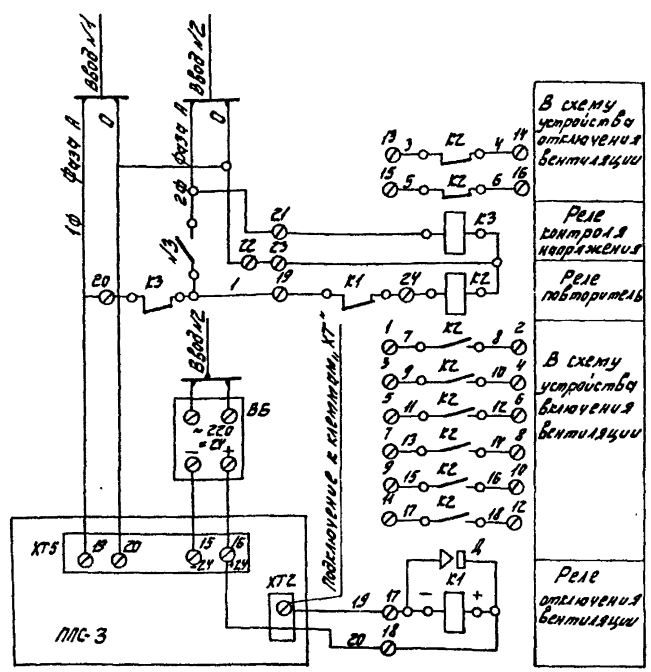 Ввод №1
Ввод №2
1Ф фаза А
0
2Ф фаза А
0
В схему
устройства
отключения
вентиляции
13 3 К2 4 14
15 5 К2 6 16
Реле
контроля
напряжения
21 К3
22 23
К3
Реле
повторитель
20 К3 1 19 К1 24 К2
Ввод №2
ВБ
~220
=24
- +
Подключение к клеммам „ХТ"
В схему
устройства
включения
вентиляции
1 7 К2 8 2
3 9 К2 10 4
5 11 К2 12 6
7 13 К2 14 8
9 15 К2 16 10
11 17 К2 18 12
ХТ5 19 20 15 16
-24 +24
ХТ2
ППС-3
19 17
20 18
Д
К1
- +
Реле
отключения
вентиляции